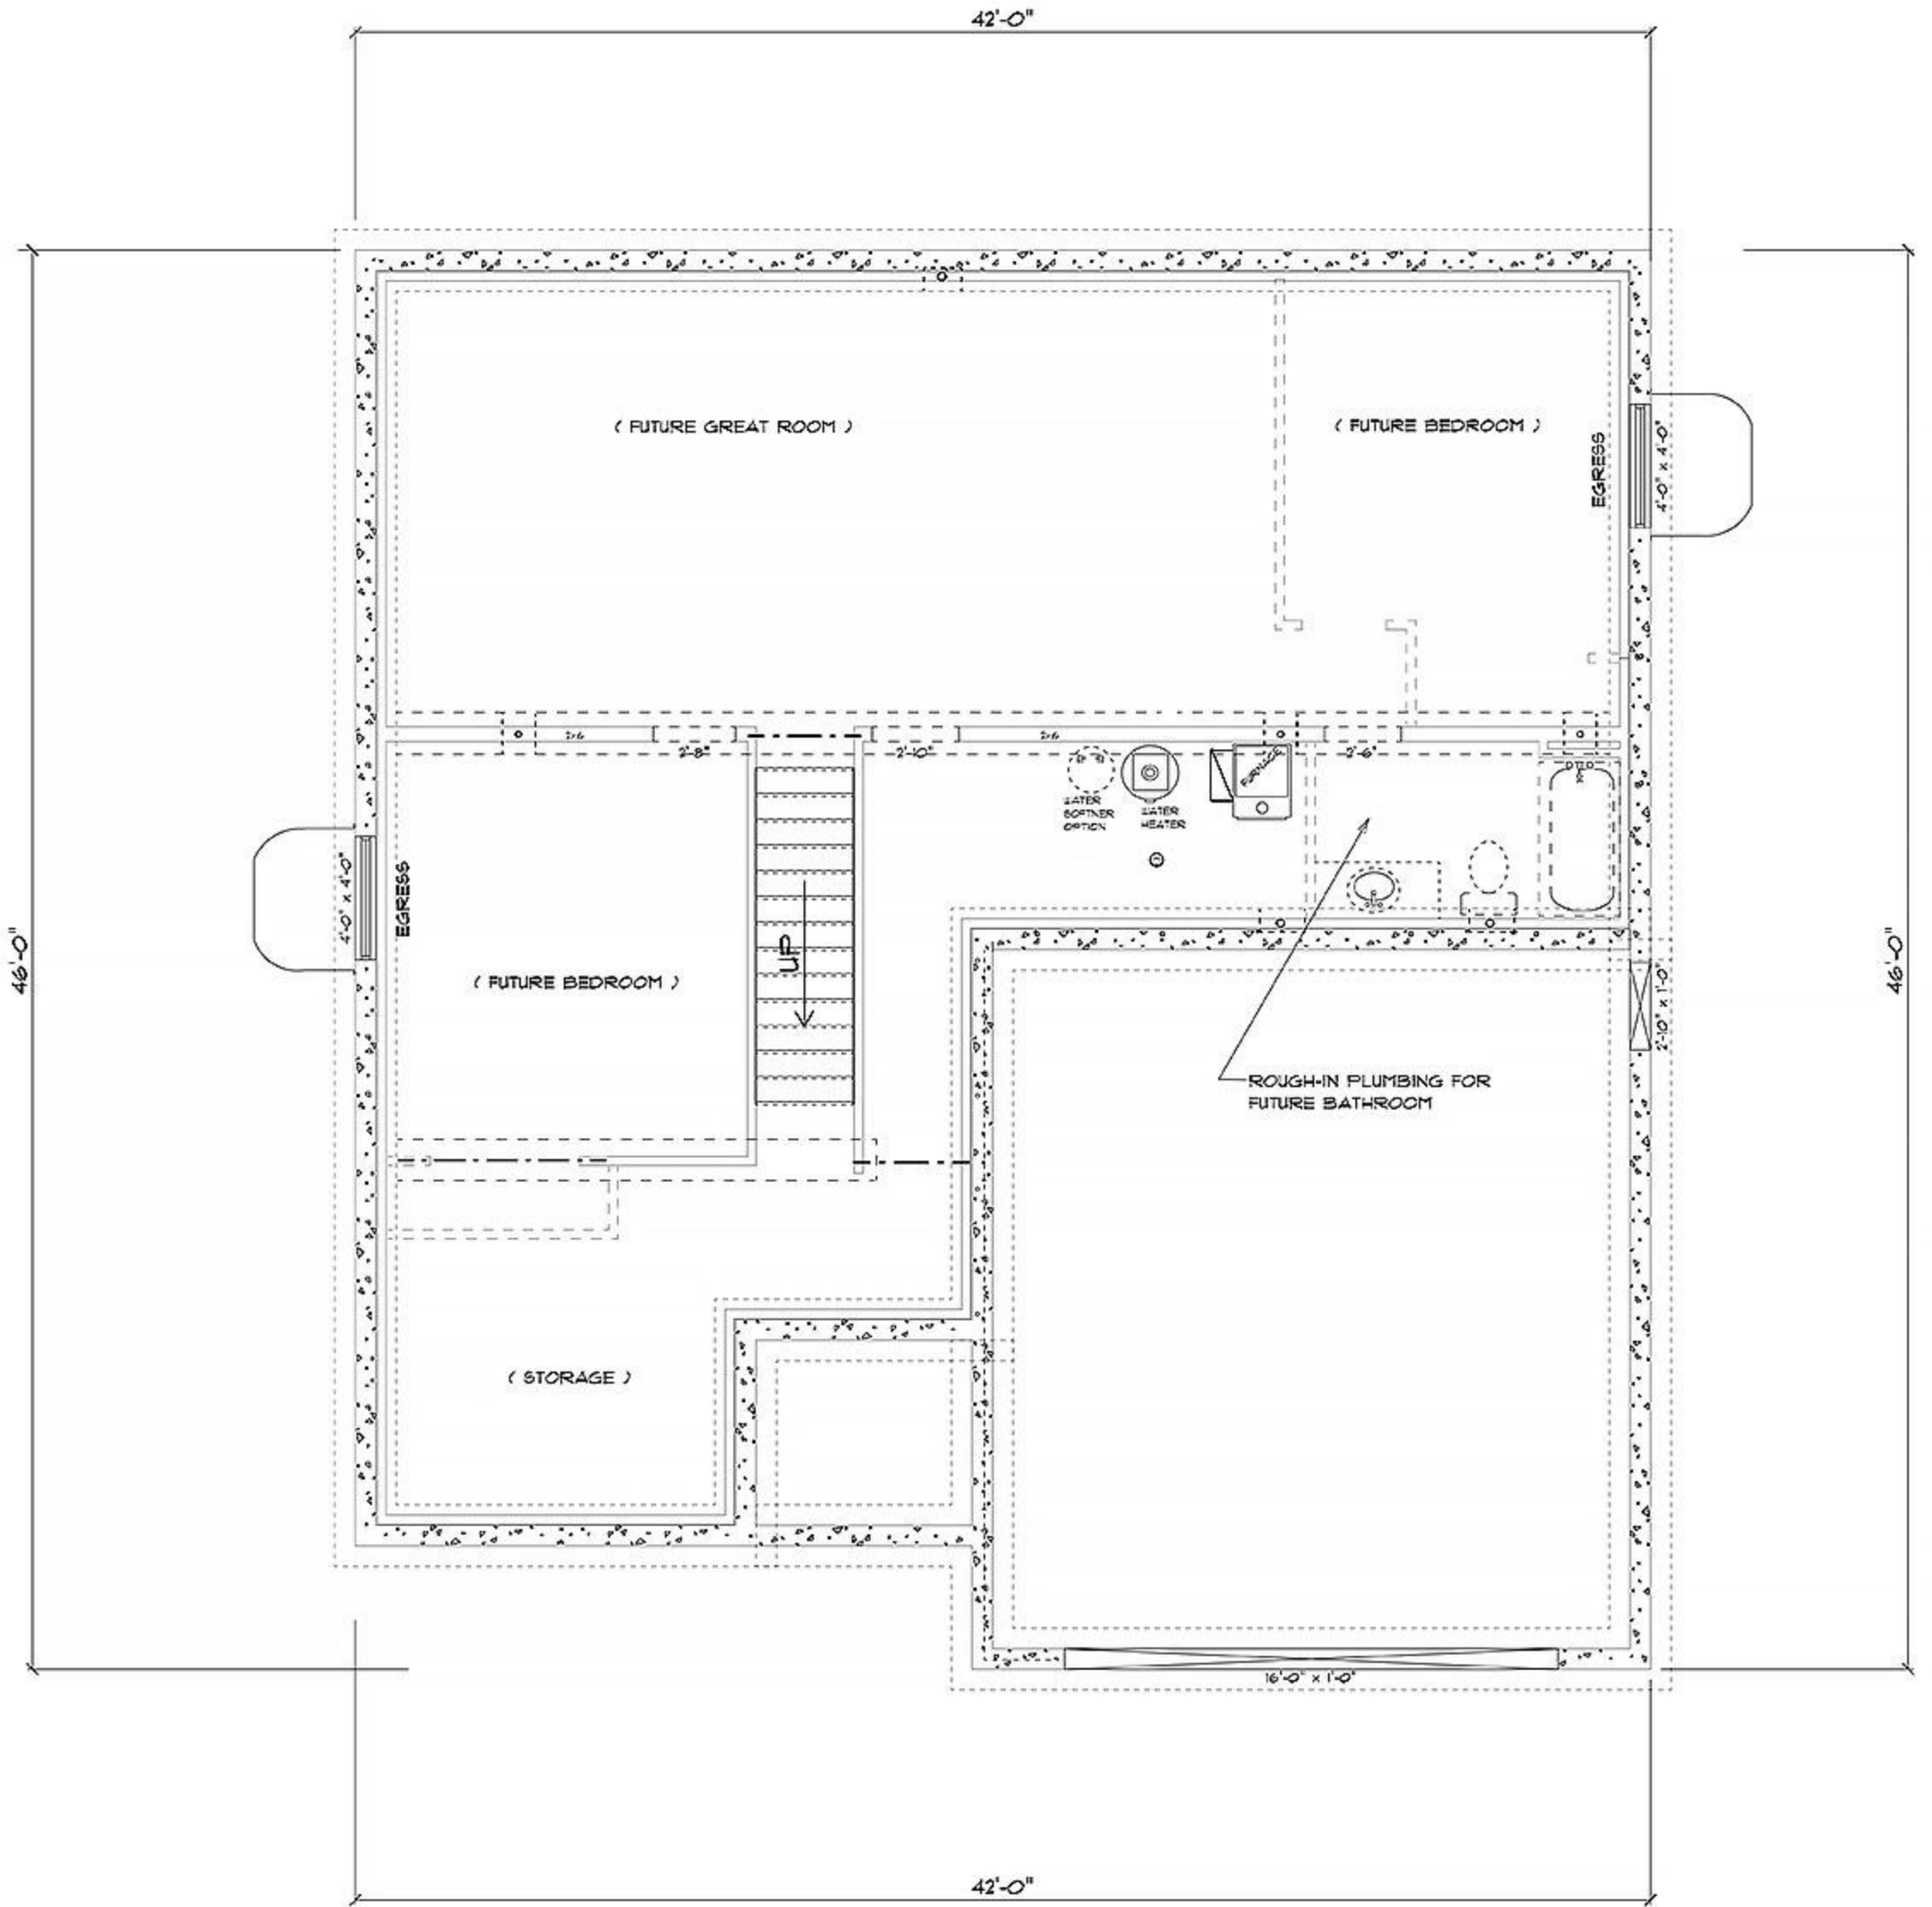 42'-0"
( FUTURE GREAT ROOM )
( FUTURE BEDROOM )
EGRESS
4'-0" x 4'-0"
2x6
2'-8"
2'-10"
2x6
2'-6"
FURNACE
WATER
SOFTNER
OPTION
WATER
HEATER
4'-0" x 4'-0"
EGRESS
UP
46'-0"
46'-0"
( FUTURE BEDROOM )
2'-10" x 1'-0"
ROUGH-IN PLUMBING FOR
FUTURE BATHROOM
( STORAGE )
16'-0" x 1'-0"
42'-0"